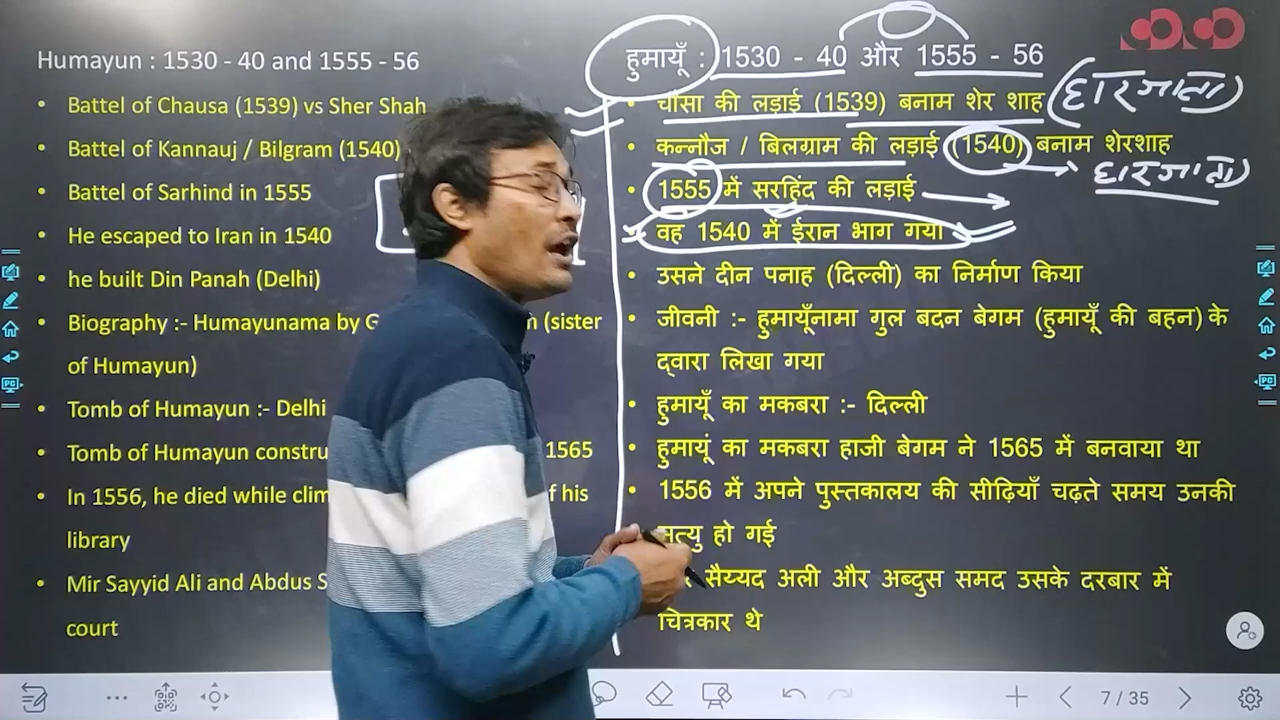 Humayun : 1530 - 40 and 1555 - 56
• Battel of Chausa (1539) vs Sher Shah
• Battel of Kannauj / Bilgram (1540)
• Battel of Sarhind in 1555
• He escaped to Iran in 1540
• he built Din Panah (Delhi)
• Biography :- Humayunama by (sister
of Humayun)
• Tomb of Humayun :- Delhi
• Tomb of Humayun 1565
• In 1556, he died while of his
library
• Mir Sayyid Ali and Abdus
court
हुमायूँ : 1530 - 40 और 1555 - 56
• चौसा की लड़ाई (1539) बनाम शेर शाह (हारजाता)
• कन्नौज / बिलग्राम की लड़ाई (1540) बनाम शेरशाह
हारजाता
• 1555 में सरहिंद की लड़ाई
• वह 1540 में ईरान भाग गया
• उसने दीन पनाह (दिल्ली) का निर्माण किया
• जीवनी :- हुमायूँनामा गुल बदन बेगम (हुमायूँ की बहन) के
द्वारा लिखा गया
• हुमायूँ का मकबरा :- दिल्ली
• हुमायूं का मकबरा हाजी बेगम ने 1565 में बनवाया था
• 1556 में अपने पुस्तकालय की सीढ़ियाँ चढ़ते समय उनकी
मृत्यु हो गई
सैय्यद अली और अब्दुस समद उसके दरबार में
चित्रकार थे
7 / 35